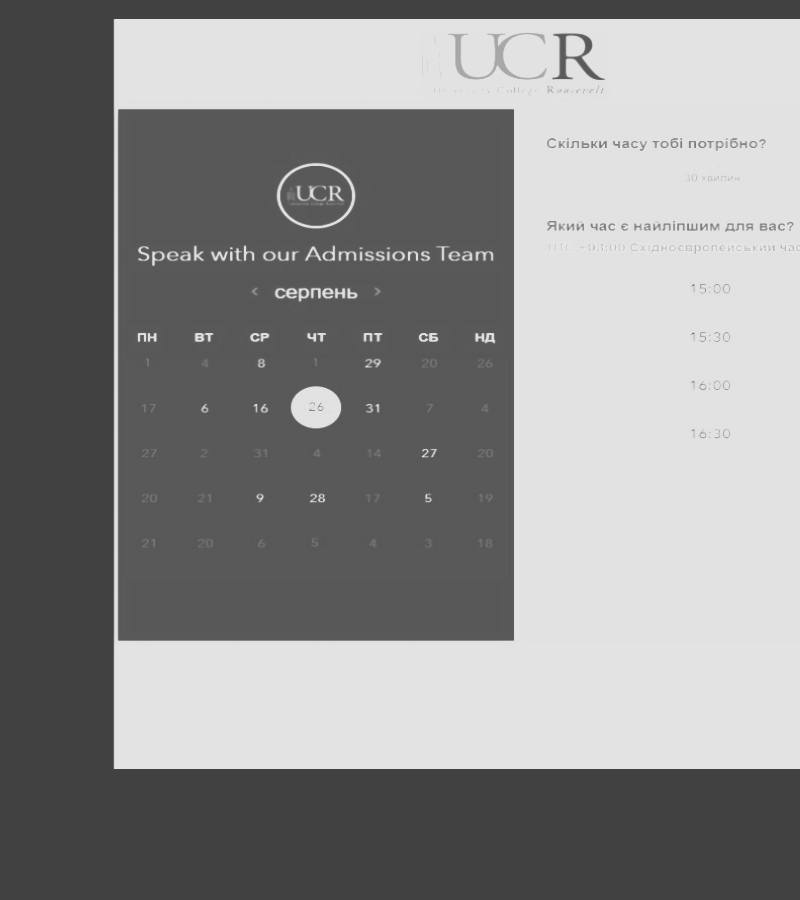 UCR
University College Roosevelt
UCR
Speak with our Admissions Team
‹ серпень ›
ПН ВТ СР ЧТ ПТ СБ НД
1 4 8 1 29 20 26
17 6 16 26 31 7 4
27 2 31 4 14 27 20
20 21 9 28 17 5 19
21 20 6 5 4 3 18
Скільки часу тобі потрібно?
30 хвилин
Який час є найліпшим для вас?
UTC +03:00 Східноєвропейський час
15:00
15:30
16:00
16:30